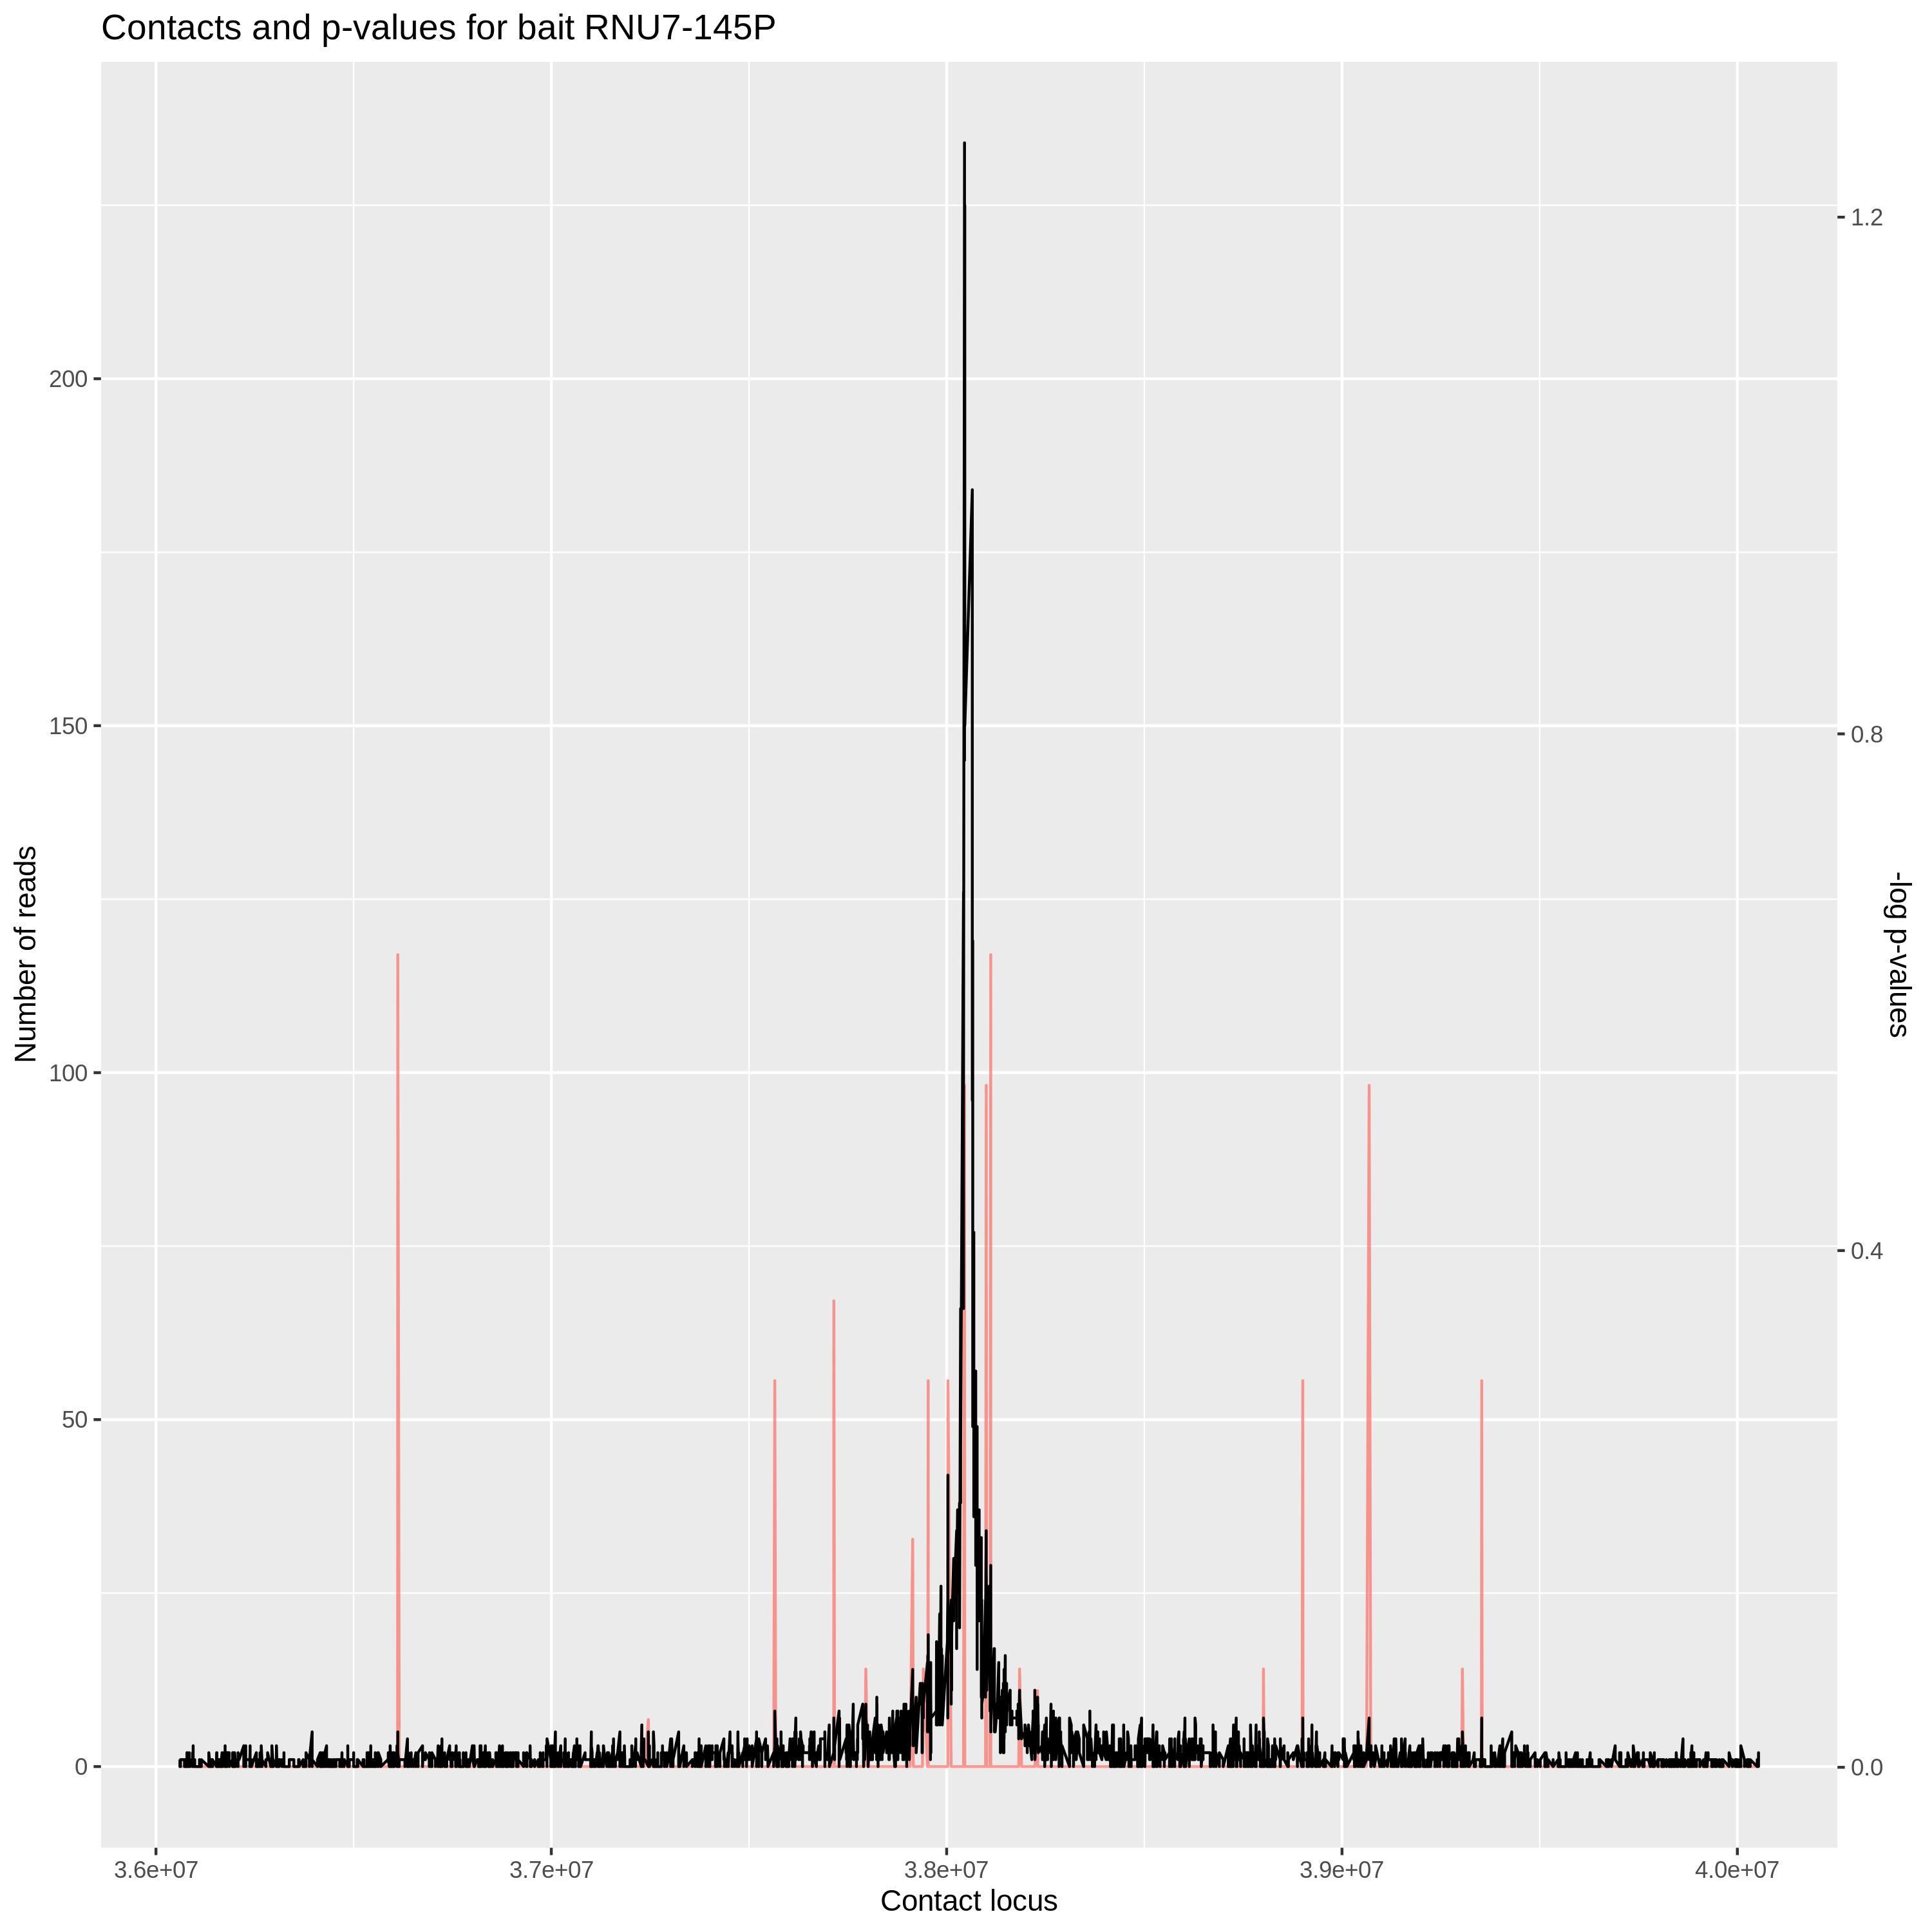 Contacts and p-values for bait RNU7-145P
200
150
100
50
0
Number of reads
1.2
0.8
0.4
0.0
-log p-values
3.6e+07
3.7e+07
3.8e+07
3.9e+07
4.0e+07
Contact locus